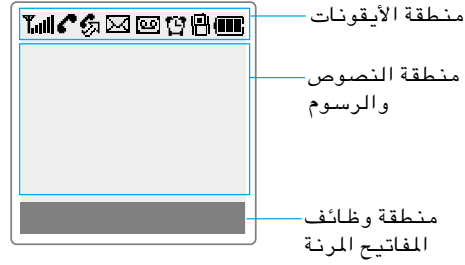 منطقة الأيقونات
منطقة النصوص
والرسوم
منطقة وظائف
المفاتيح المرنة